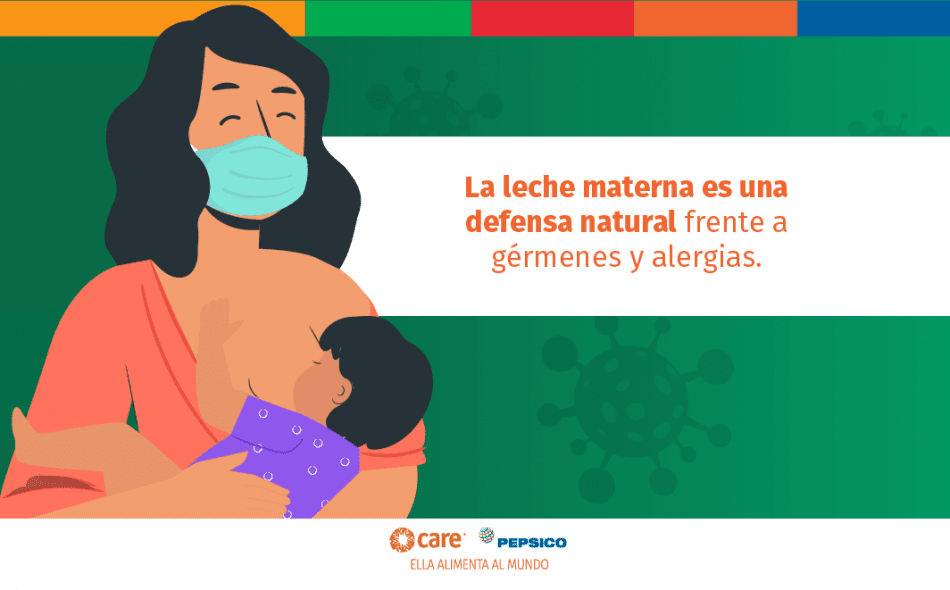 La leche materna es una
defensa natural frente a
gérmenes y alergias.
care PEPSICO
ELLA ALIMENTA AL MUNDO